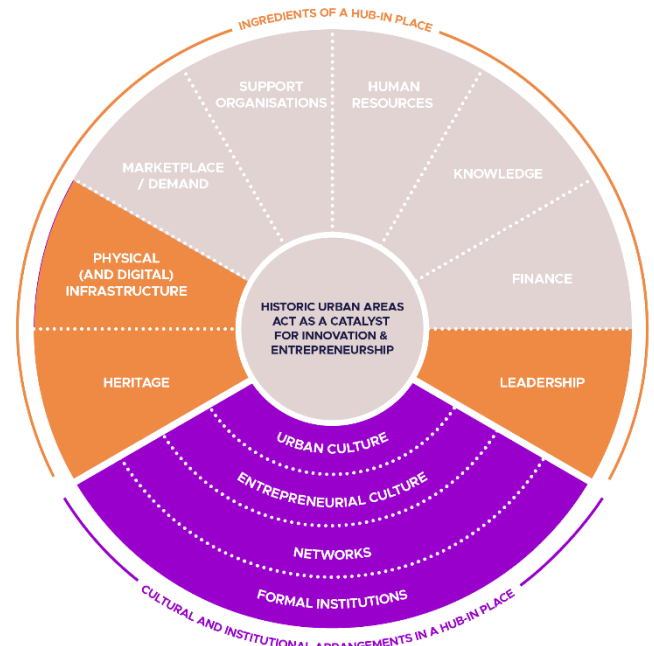 INGREDIENTS OF A HUB-IN PLACE
SUPPORT
ORGANISATIONS
HUMAN
RESOURCES
MARKETPLACE
/ DEMAND
KNOWLEDGE
PHYSICAL
(AND DIGITAL)
INFRASTRUCTURE
FINANCE
HISTORIC URBAN AREAS
ACT AS A CATALYST
FOR INNOVATION &
ENTREPRENEURSHIP
HERITAGE
LEADERSHIP
URBAN CULTURE
ENTREPRENEURIAL CULTURE
NETWORKS
FORMAL INSTITUTIONS
CULTURAL AND INSTITUTIONAL ARRANGEMENTS IN A HUB-IN PLACE